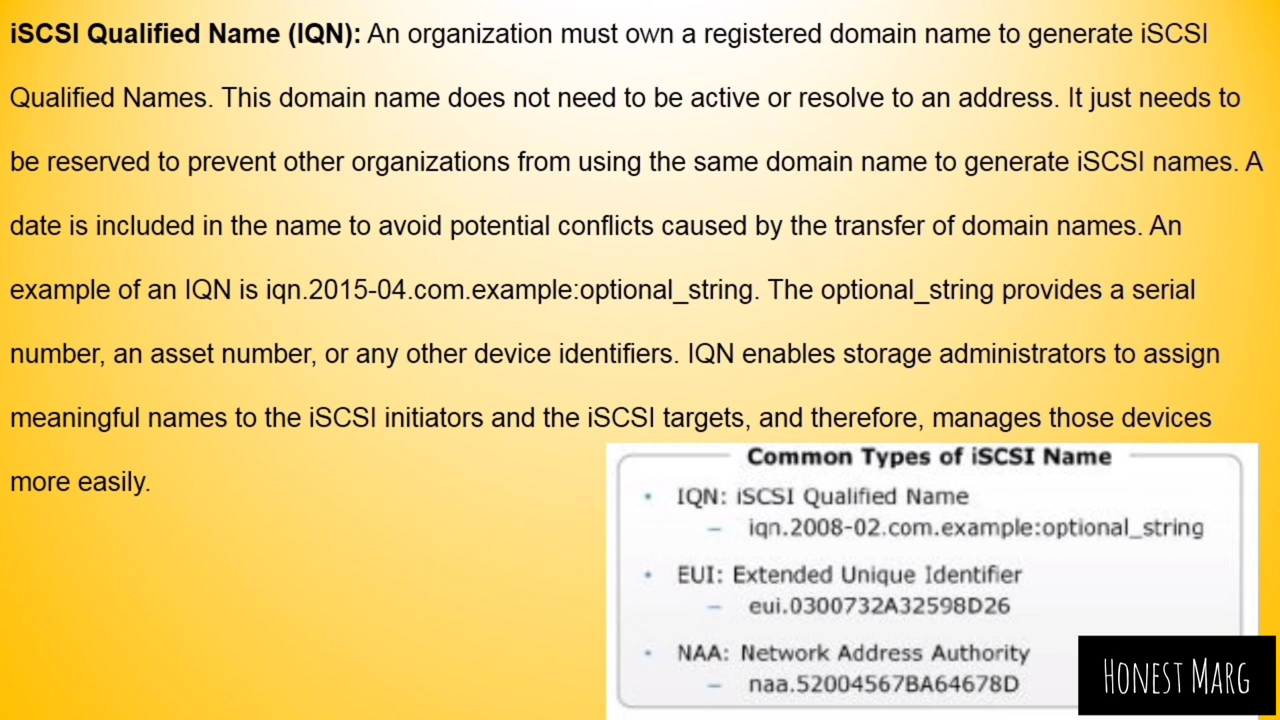 iSCSI Qualified Name (IQN): An organization must own a registered domain name to generate iSCSI
Qualified Names. This domain name does not need to be active or resolve to an address. It just needs to
be reserved to prevent other organizations from using the same domain name to generate iSCSI names. A
date is included in the name to avoid potential conflicts caused by the transfer of domain names. An
example of an IQN is iqn.2015-04.com.example:optional_string. The optional_string provides a serial
number, an asset number, or any other device identifiers. IQN enables storage administrators to assign
meaningful names to the iSCSI initiators and the iSCSI targets, and therefore, manages those devices
more easily.
Common Types of iSCSI Name
• IQN: iSCSI Qualified Name
– iqn.2008-02.com.example:optional_string
• EUI: Extended Unique Identifier
– eui.0300732A32598D26
• NAA: Network Address Authority
– naa.52004567BA64678D
HONEST MARG